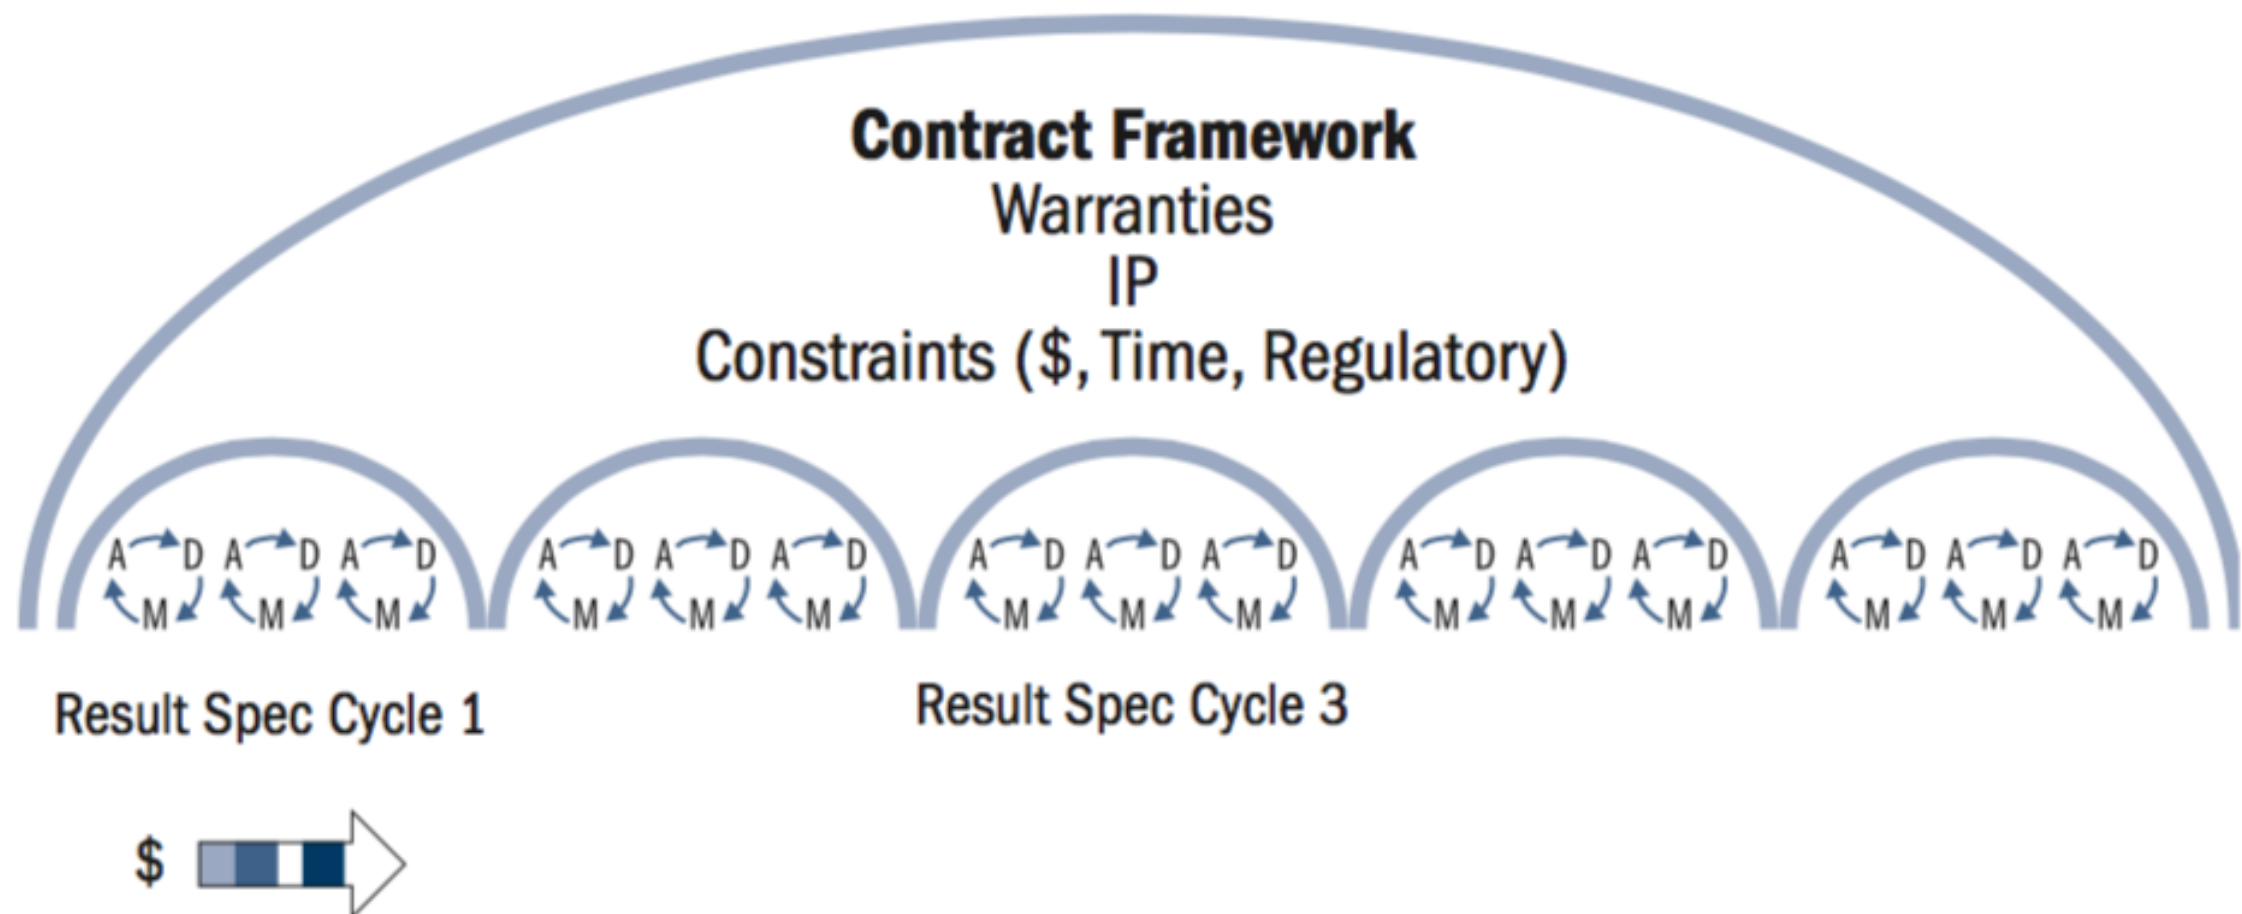 Contract Framework
Warranties
IP
Constraints ($, Time, Regulatory)
A D A D A D A D A D A D A D A D A D A D A D A D A D A D A D
M M M M M M M M M M M M M M M
Result Spec Cycle 1
Result Spec Cycle 3
$